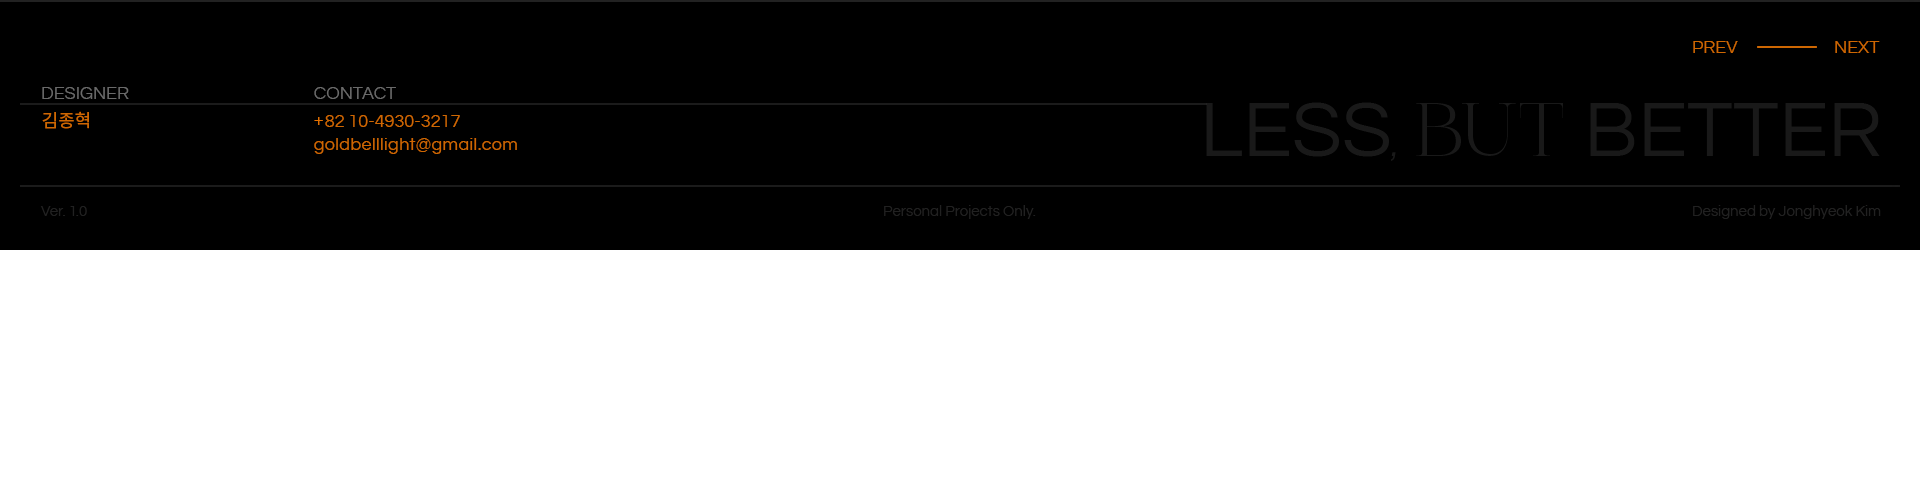 PREV NEXT
DESIGNER
김종혁
CONTACT
+82 10-4930-3217
goldbelllight@gmail.com
LESS, BUT BETTER
Ver. 1.0
Personal Projects Only.
Designed by Jonghyeok Kim